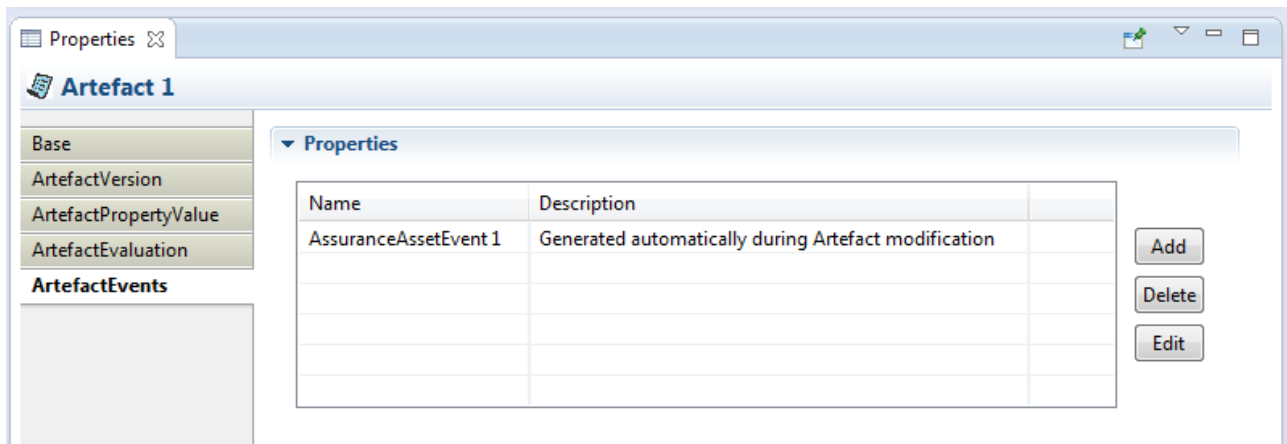 Properties
Artefact 1
Base
ArtefactVersion
ArtefactPropertyValue
ArtefactEvaluation
ArtefactEvents
Properties
Name Description
AssuranceAssetEvent 1 Generated automatically during Artefact modification
Add
Delete
Edit